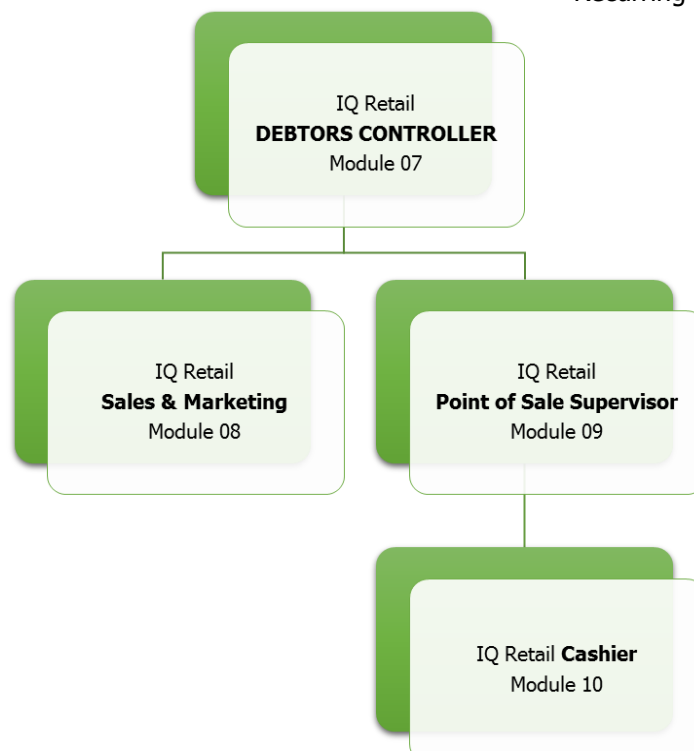 Recurring
IQ Retail
DEBTORS CONTROLLER
Module 07
IQ Retail
Sales & Marketing
Module 08
IQ Retail
Point of Sale Supervisor
Module 09
IQ Retail Cashier
Module 10